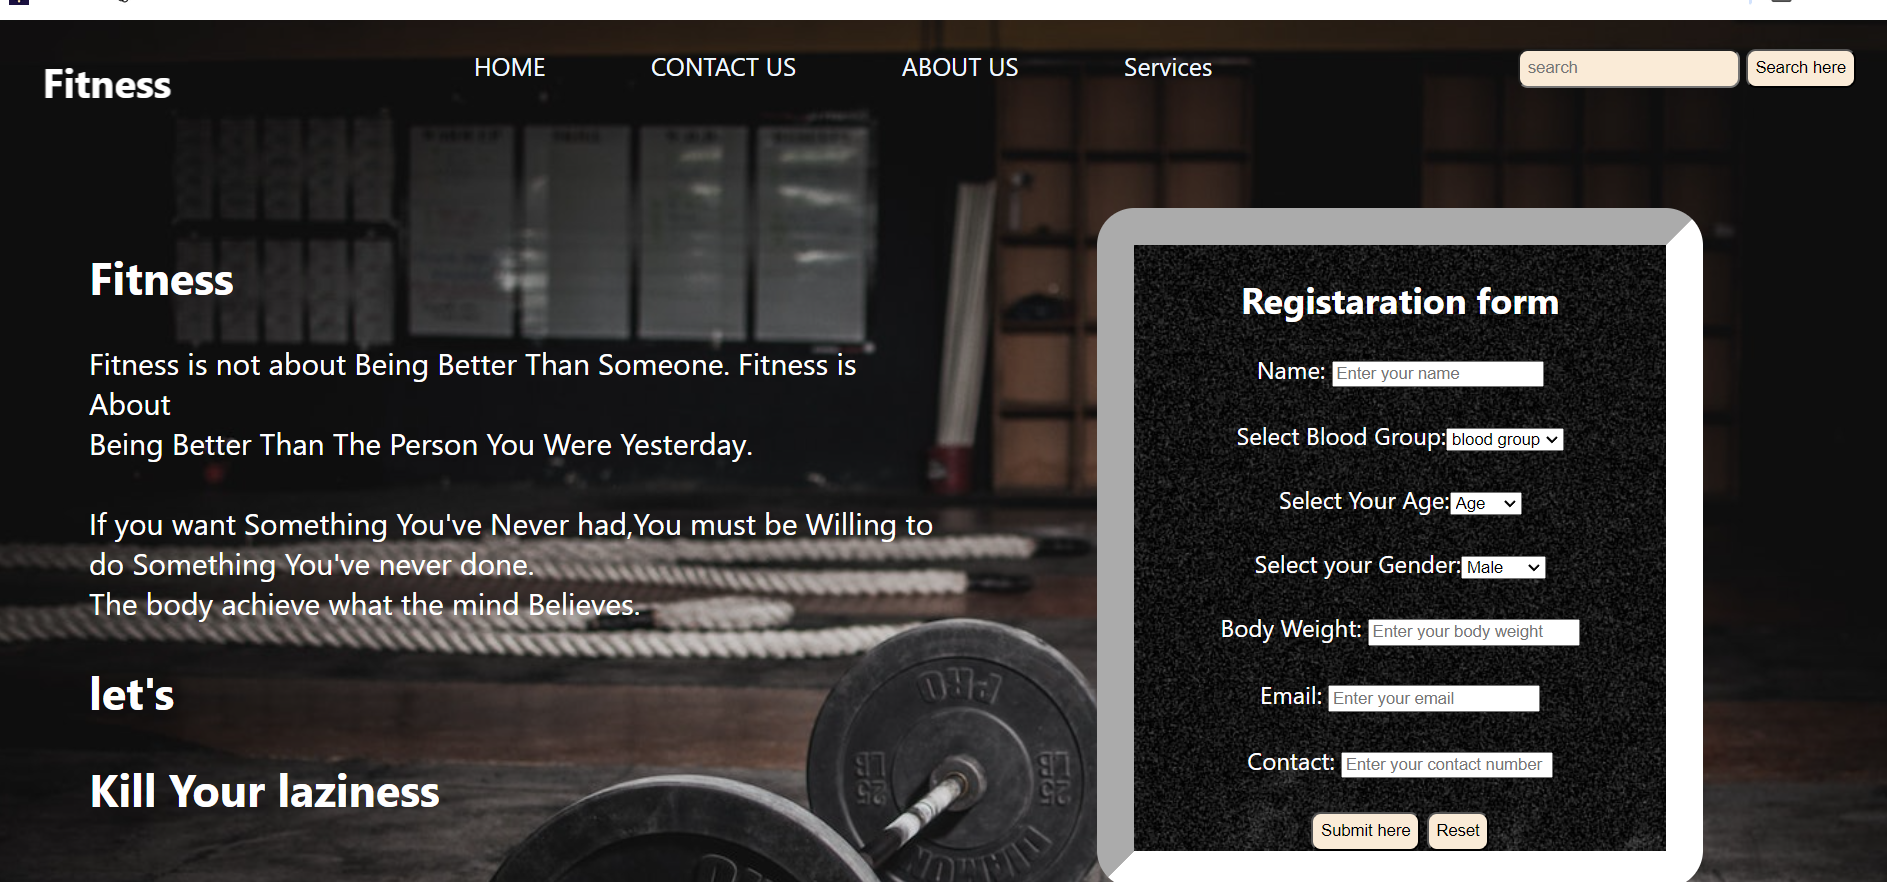 Fitness
HOME
CONTACT US
ABOUT US
Services
search
Search here
Fitness
Fitness is not about Being Better Than Someone. Fitness is
About
Being Better Than The Person You Were Yesterday.
If you want Something You've Never had,You must be Willing to
do Something You've never done.
The body achieve what the mind Believes.
let's
Kill Your laziness
Registaration form
Name: Enter your name
Select Blood Group: blood group
Select Your Age: Age
Select your Gender: Male
Body Weight: Enter your body weight
Email: Enter your email
Contact: Enter your contact number
Submit here
Reset
PRO
LB 25
LB 25